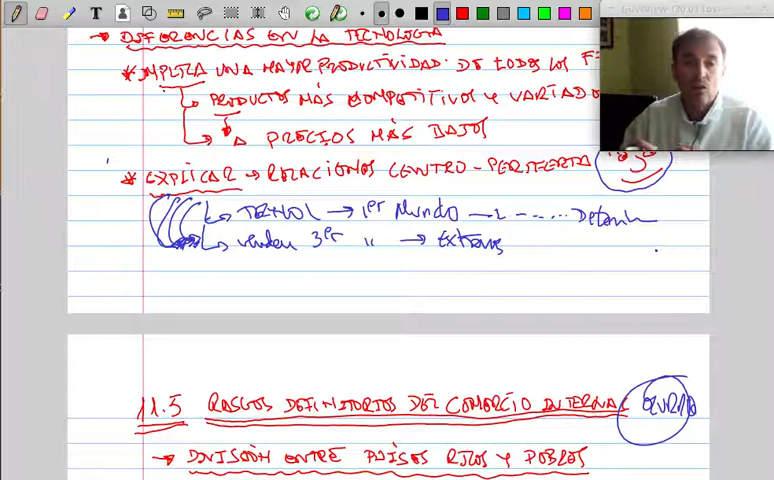 → DIFERENCIAS EN LA TECNOLOGÍA
* IMPLICA UNA MAYOR PRODUCTIVIDAD. DE TODOS LOS F
PRODUCTOS MÁS COMPETITIVOS Y VARIADO
A PRECIOS MÁS BAJOS
* EXPLICAR → RELACIONES CENTRO-PERIFERIA
TECNOL → 1er Mundo
venden 3er " →
11.5 RASGOS DEFINITORIOS DEL COMERCIO INTERNAC
→ DIVISIÓN ENTRE PAÍSES RICOS Y POBRES